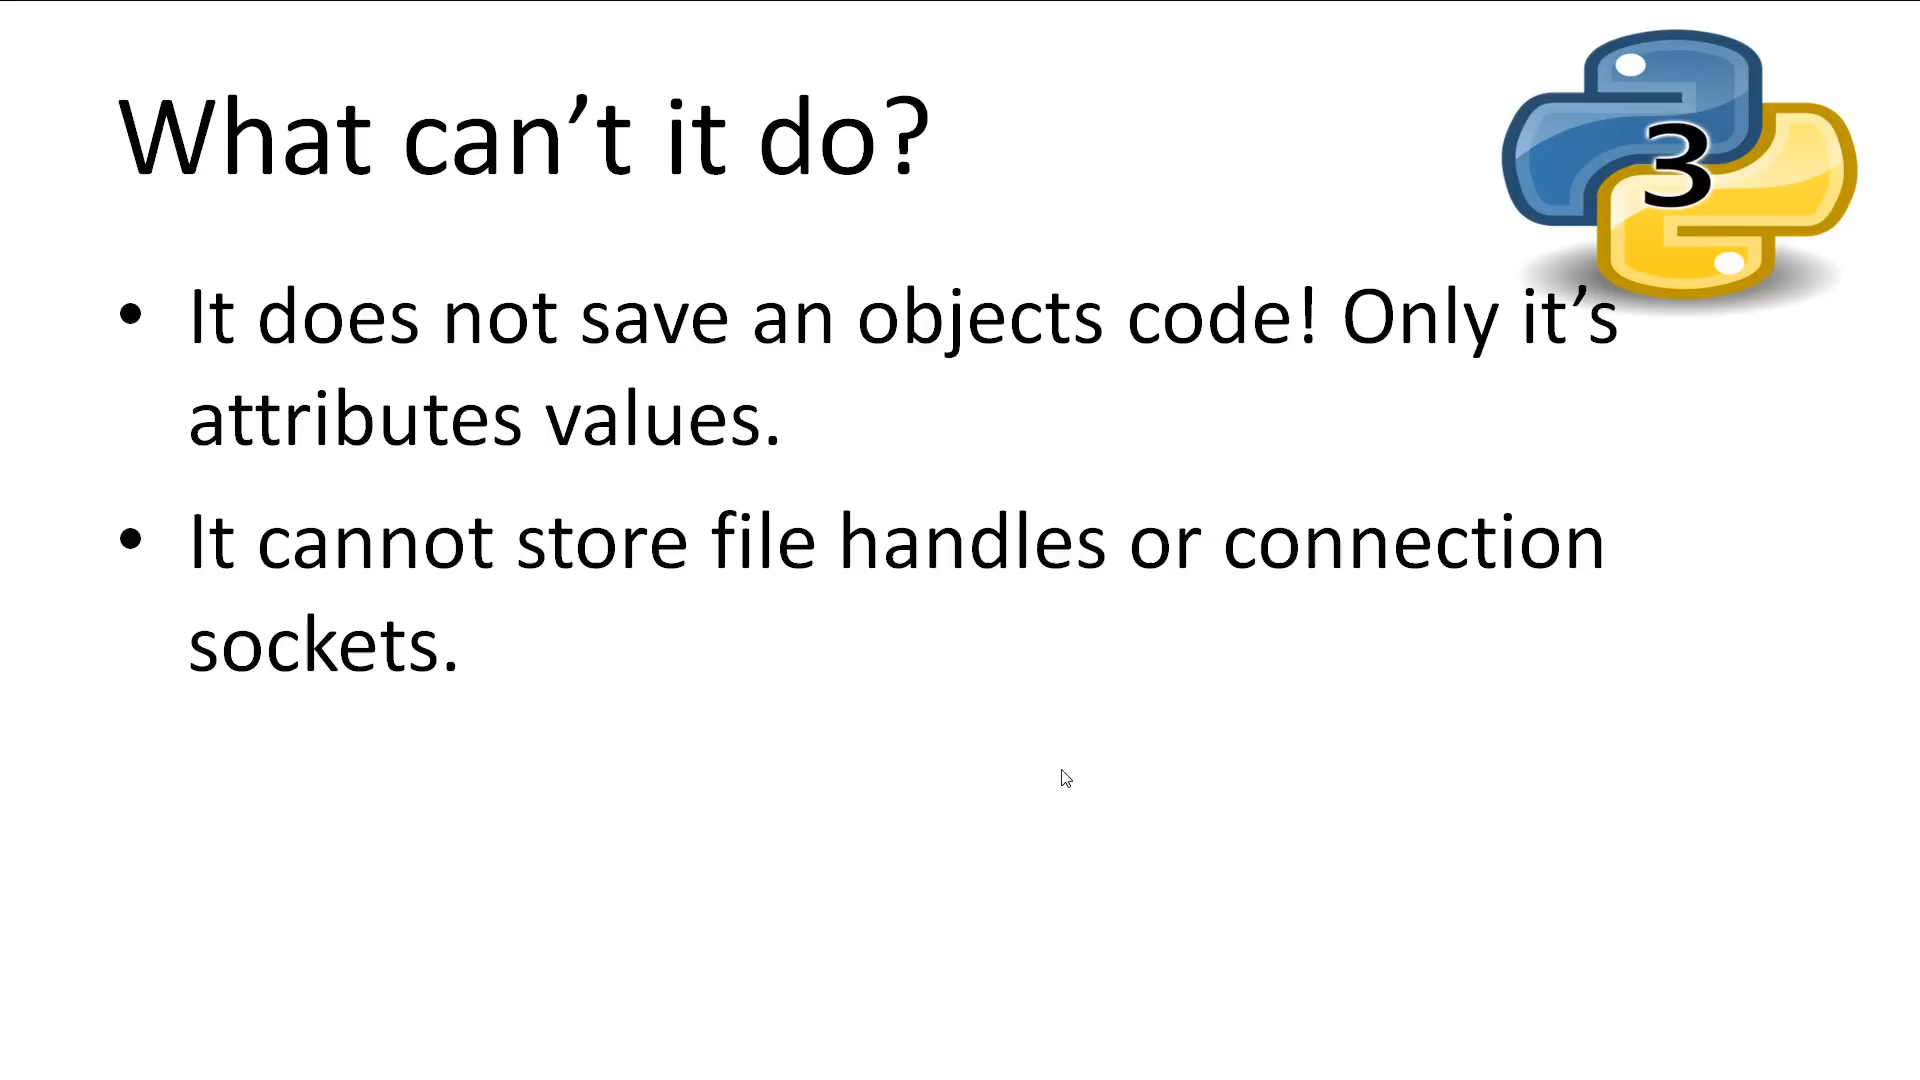 What can’t it do?
3
• It does not save an objects code! Only it’s
attributes values.
• It cannot store file handles or connection
sockets.